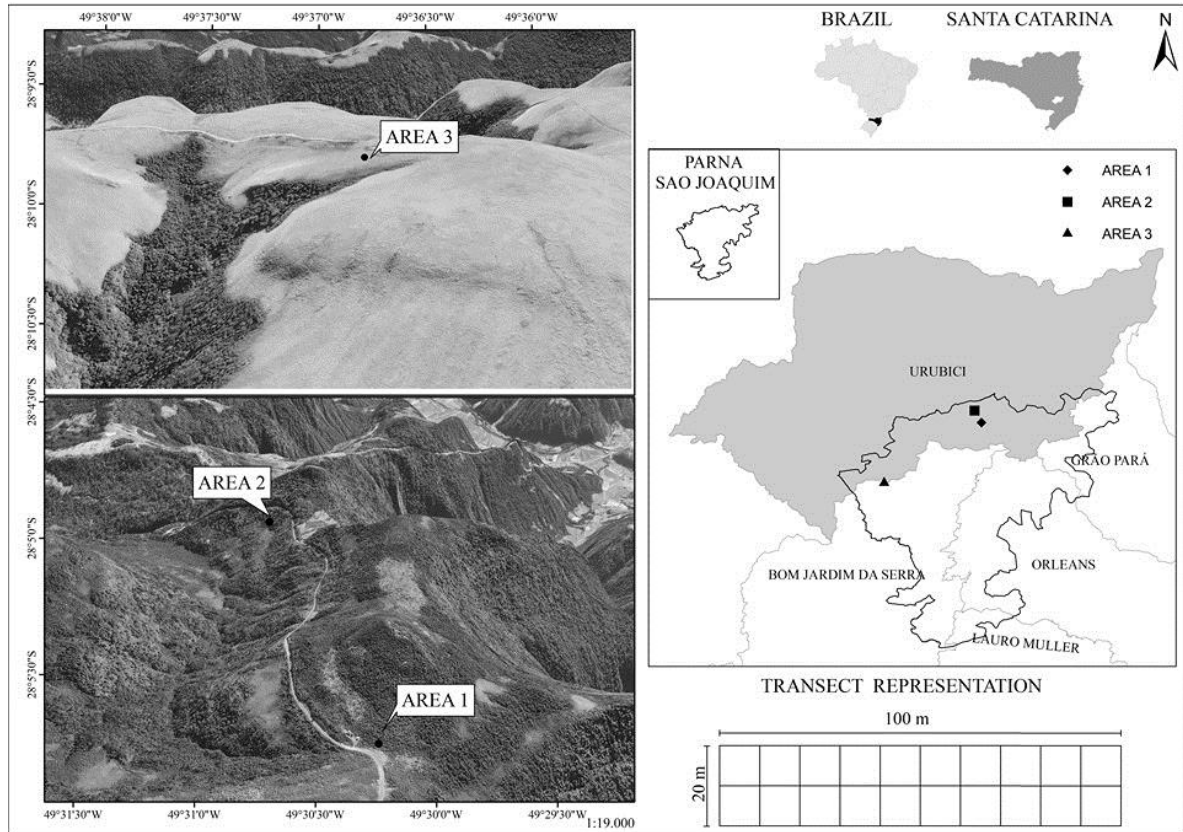 49°38'0"W
49°37'30"W
49°37'0"W
49°36'30"W
49°36'0"W
28°9'30"S
28°10'0"S
28°10'30"S
AREA 3
28°4'30"S
28°5'0"S
28°5'30"S
AREA 2
AREA 1
49°31'30"W
49°31'0"W
49°30'30"W
49°30'0"W
49°29'30"W
1:19.000
BRAZIL
SANTA CATARINA
N
PARNA
SAO JOAQUIM
AREA 1
AREA 2
AREA 3
URUBICI
GRÃO PARÁ
BOM JARDIM DA SERRA
ORLEANS
LAURO MULLER
TRANSECT REPRESENTATION
100 m
20 m